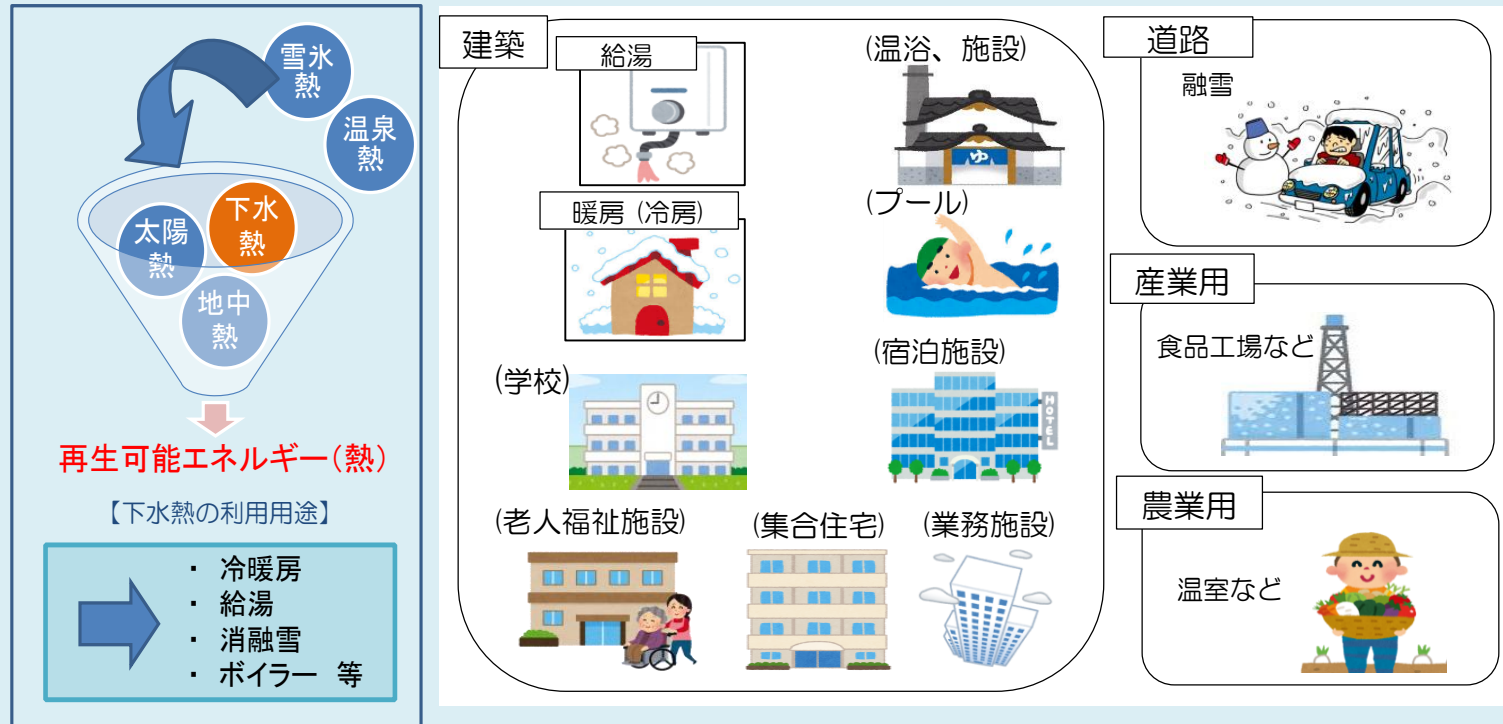 雪氷
熱
温泉
熱
下水
熱
太陽
熱
地中
熱
再生可能エネルギー(熱)
【下水熱の利用用途】
・ 冷暖房
・ 給湯
・ 消融雪
・ ボイラー 等
建築
給湯
(温浴、施設)
ゆ
暖房 (冷房)
(プール)
(学校)
(宿泊施設)
HOTEL
(老人福祉施設)
(集合住宅)
(業務施設)
道路
融雪
産業用
食品工場など
農業用
温室など